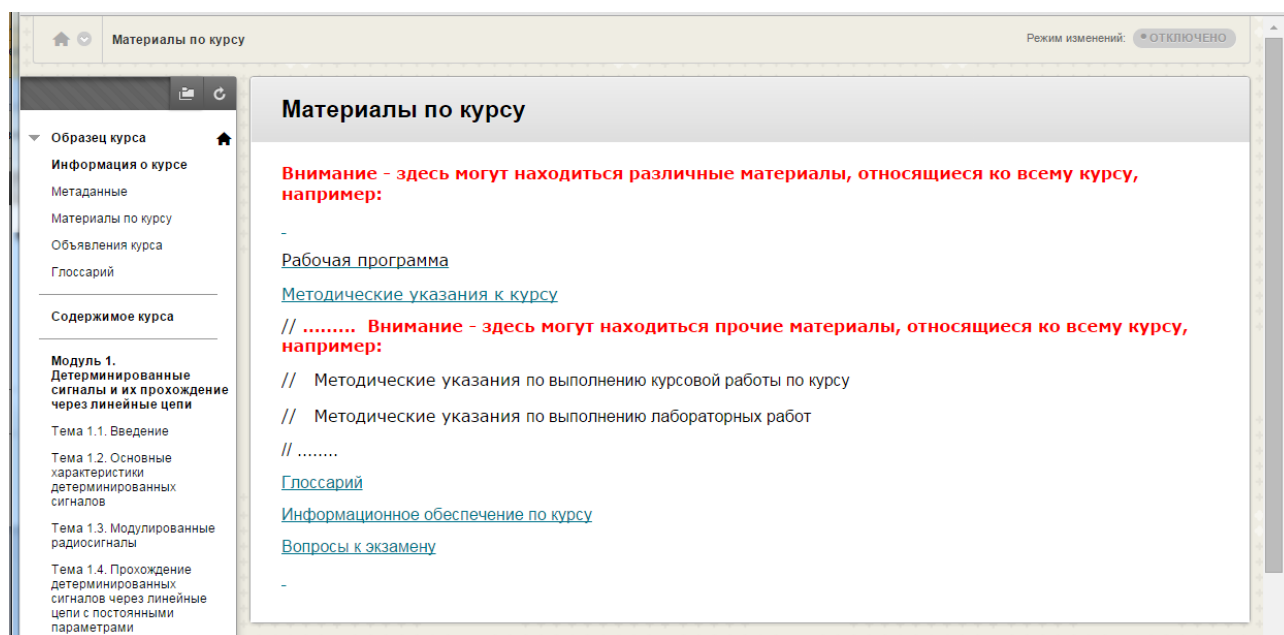 Материалы по курсу
Режим изменений: ОТКЛЮЧЕНО
Образец курса
Информация о курсе
Метаданные
Материалы по курсу
Объявления курса
Глоссарий
Содержимое курса
Модуль 1.
Детерминированные
сигналы и их прохождение
через линейные цепи
Тема 1.1. Введение
Тема 1.2. Основные
характеристики
детерминированных
сигналов
Тема 1.3. Модулированные
радиосигналы
Тема 1.4. Прохождение
детерминированных
сигналов через линейные
цепи с постоянными
параметрами
Материалы по курсу
Внимание - здесь могут находиться различные материалы, относящиеся ко всему курсу,
например:
Рабочая программа
Методические указания к курсу
// ......... Внимание - здесь могут находиться прочие материалы, относящиеся ко всему курсу,
например:
// Методические указания по выполнению курсовой работы по курсу
// Методические указания по выполнению лабораторных работ
// ........
Глоссарий
Информационное обеспечение по курсу
Вопросы к экзамену